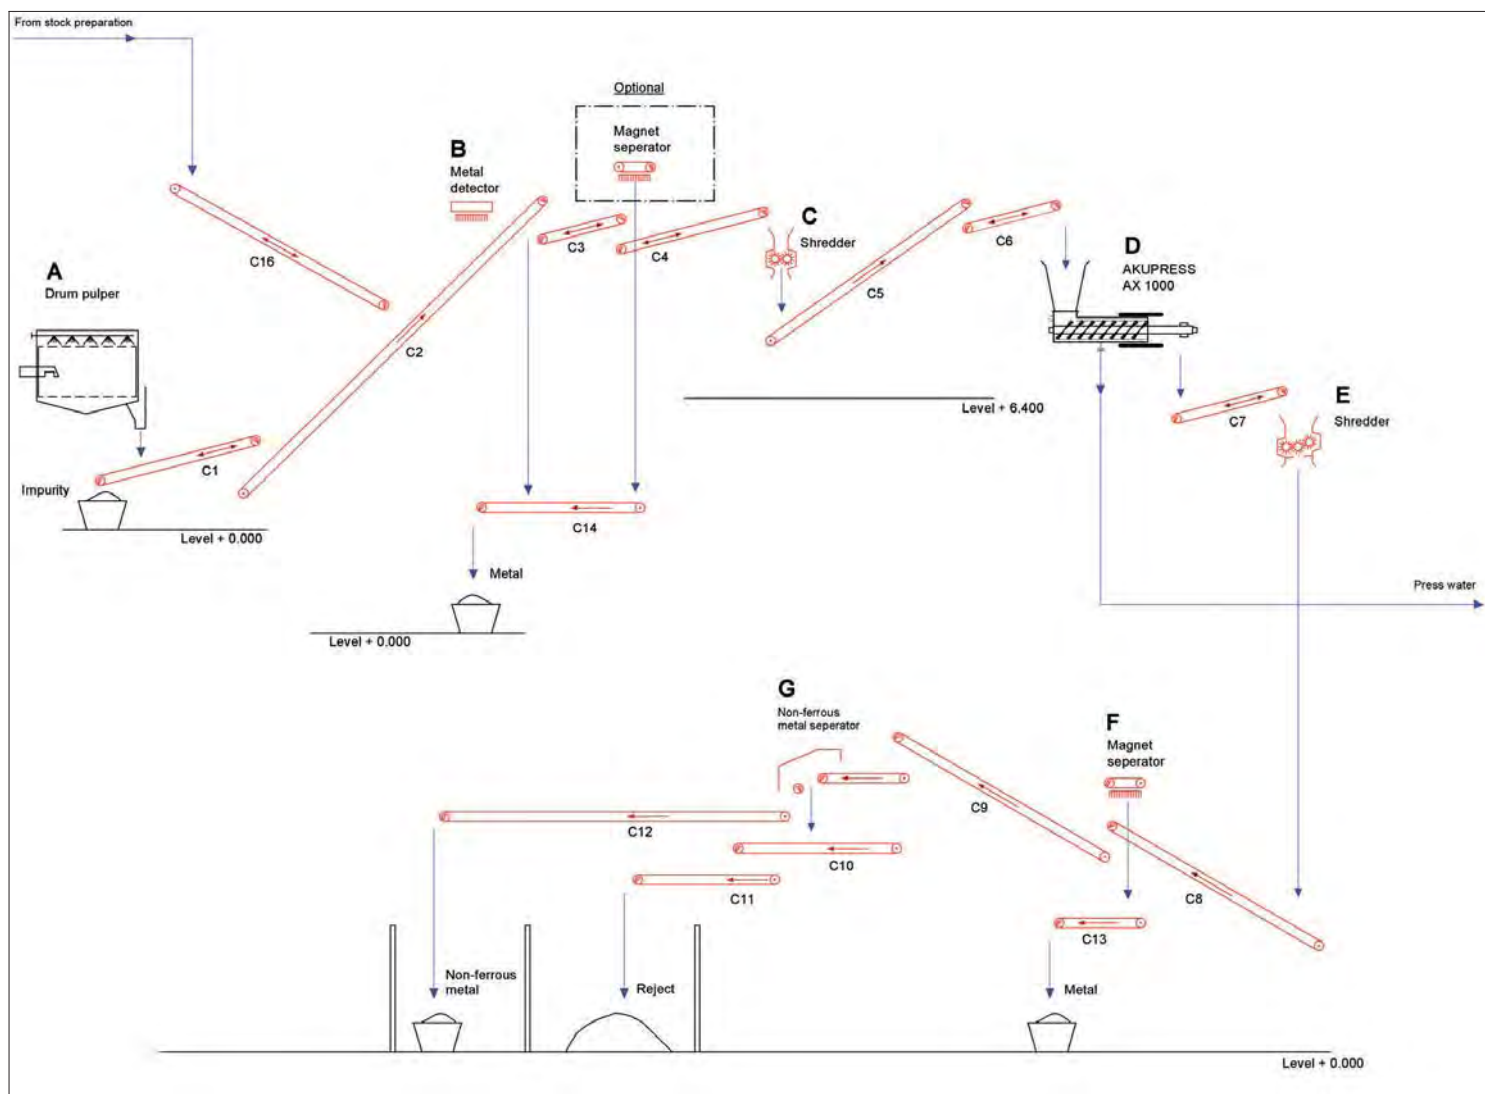 From stock preparation
Optional
Magnet
seperator
B
Metal
detector
C
Shredder
C16
C3
C4
C6
D
AKUPRESS
AX 1000
A
Drum pulper
C5
C2
Level + 6.400
C7
E
Shredder
C1
Impurity
Level + 0.000
C14
Metal
Press water
Level + 0.000
G
Non-ferrous
metal seperator
F
Magnet
seperator
C9
C12
C10
C11
C8
C13
Non-ferrous
metal
Reject
Metal
Level + 0.000